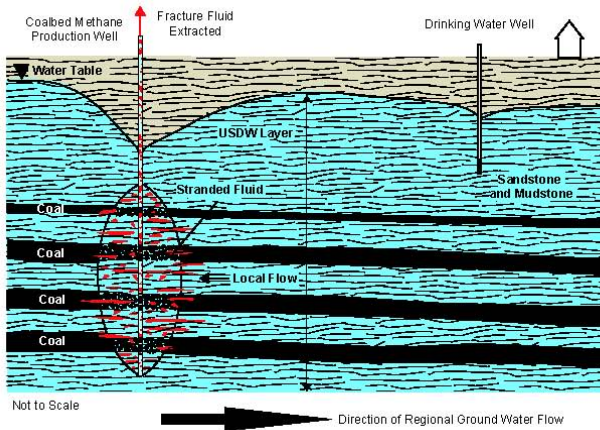 Coalbed Methane
Production Well
Fracture Fluid
Extracted
Drinking Water Well
Water Table
USDW Layer
Stranded Fluid
Sandstone
and Mudstone
Coal
Coal
Local Flow
Coal
Coal
Not to Scale
Direction of Regional Ground Water Flow